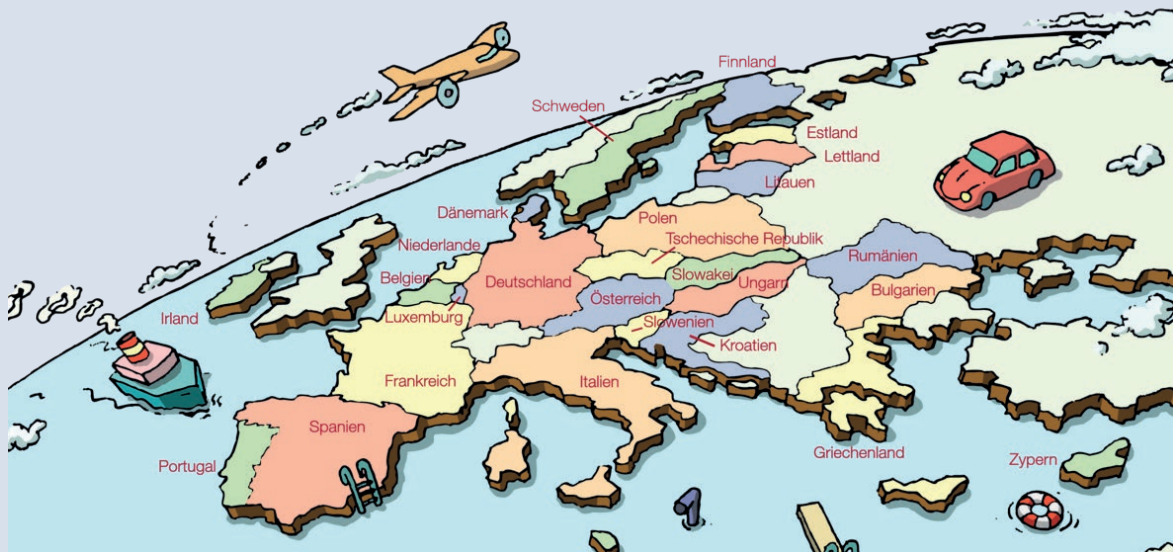 Finnland
Schweden
Estland
Lettland
Litauen
Dänemark
Polen
Niederlande
Tschechische Republik
Rumänien
Belgien
Deutschland
Slowakei
Ungarn
Bulgarien
Österreich
Luxemburg
Irland
Slowenien
Kroatien
Frankreich
Italien
Spanien
Griechenland
Portugal
Zypern